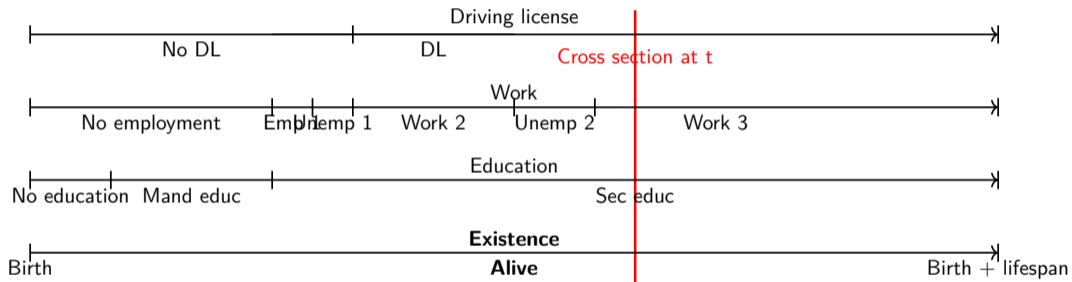 Driving license
No DL DL
Cross section at t
Work
No employment Emp 1 Unemp 1 Work 2 Unemp 2 Work 3
Education
No education Mand educ Sec educ
Existence
Birth Alive Birth + lifespan